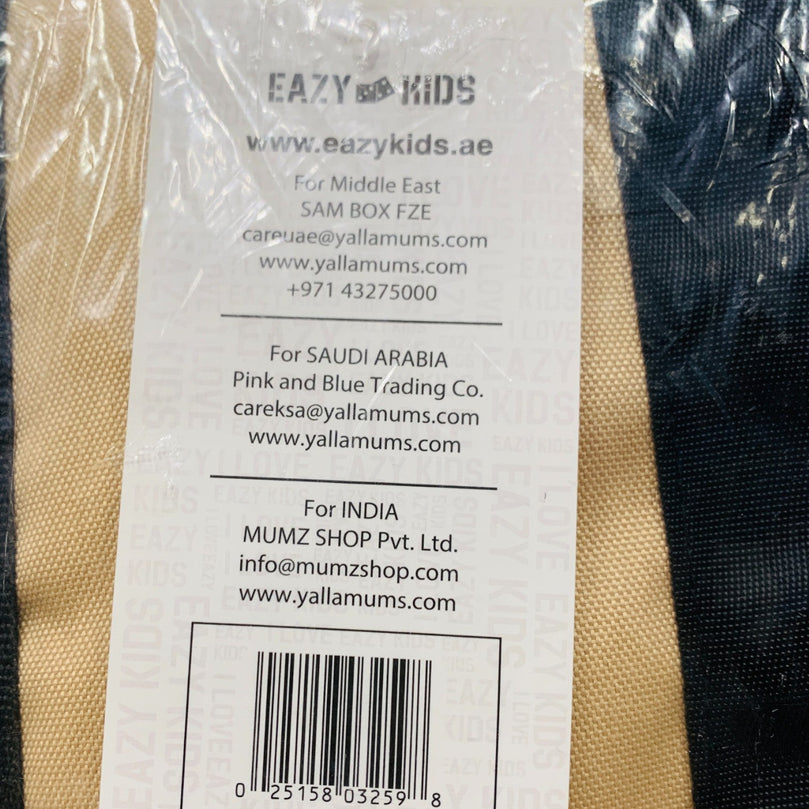 EAZY KIDS
www.eazykids.ae
For Middle East
SAM BOX FZE
careuae@yallamums.com
www.yallamums.com
+971 43275000
For SAUDI ARABIA
Pink and Blue Trading Co.
careksa@yallamums.com
www.yallamums.com
For INDIA
MUMZ SHOP Pvt. Ltd.
info@mumzshop.com
www.yallamums.com
0 25158 03259 8